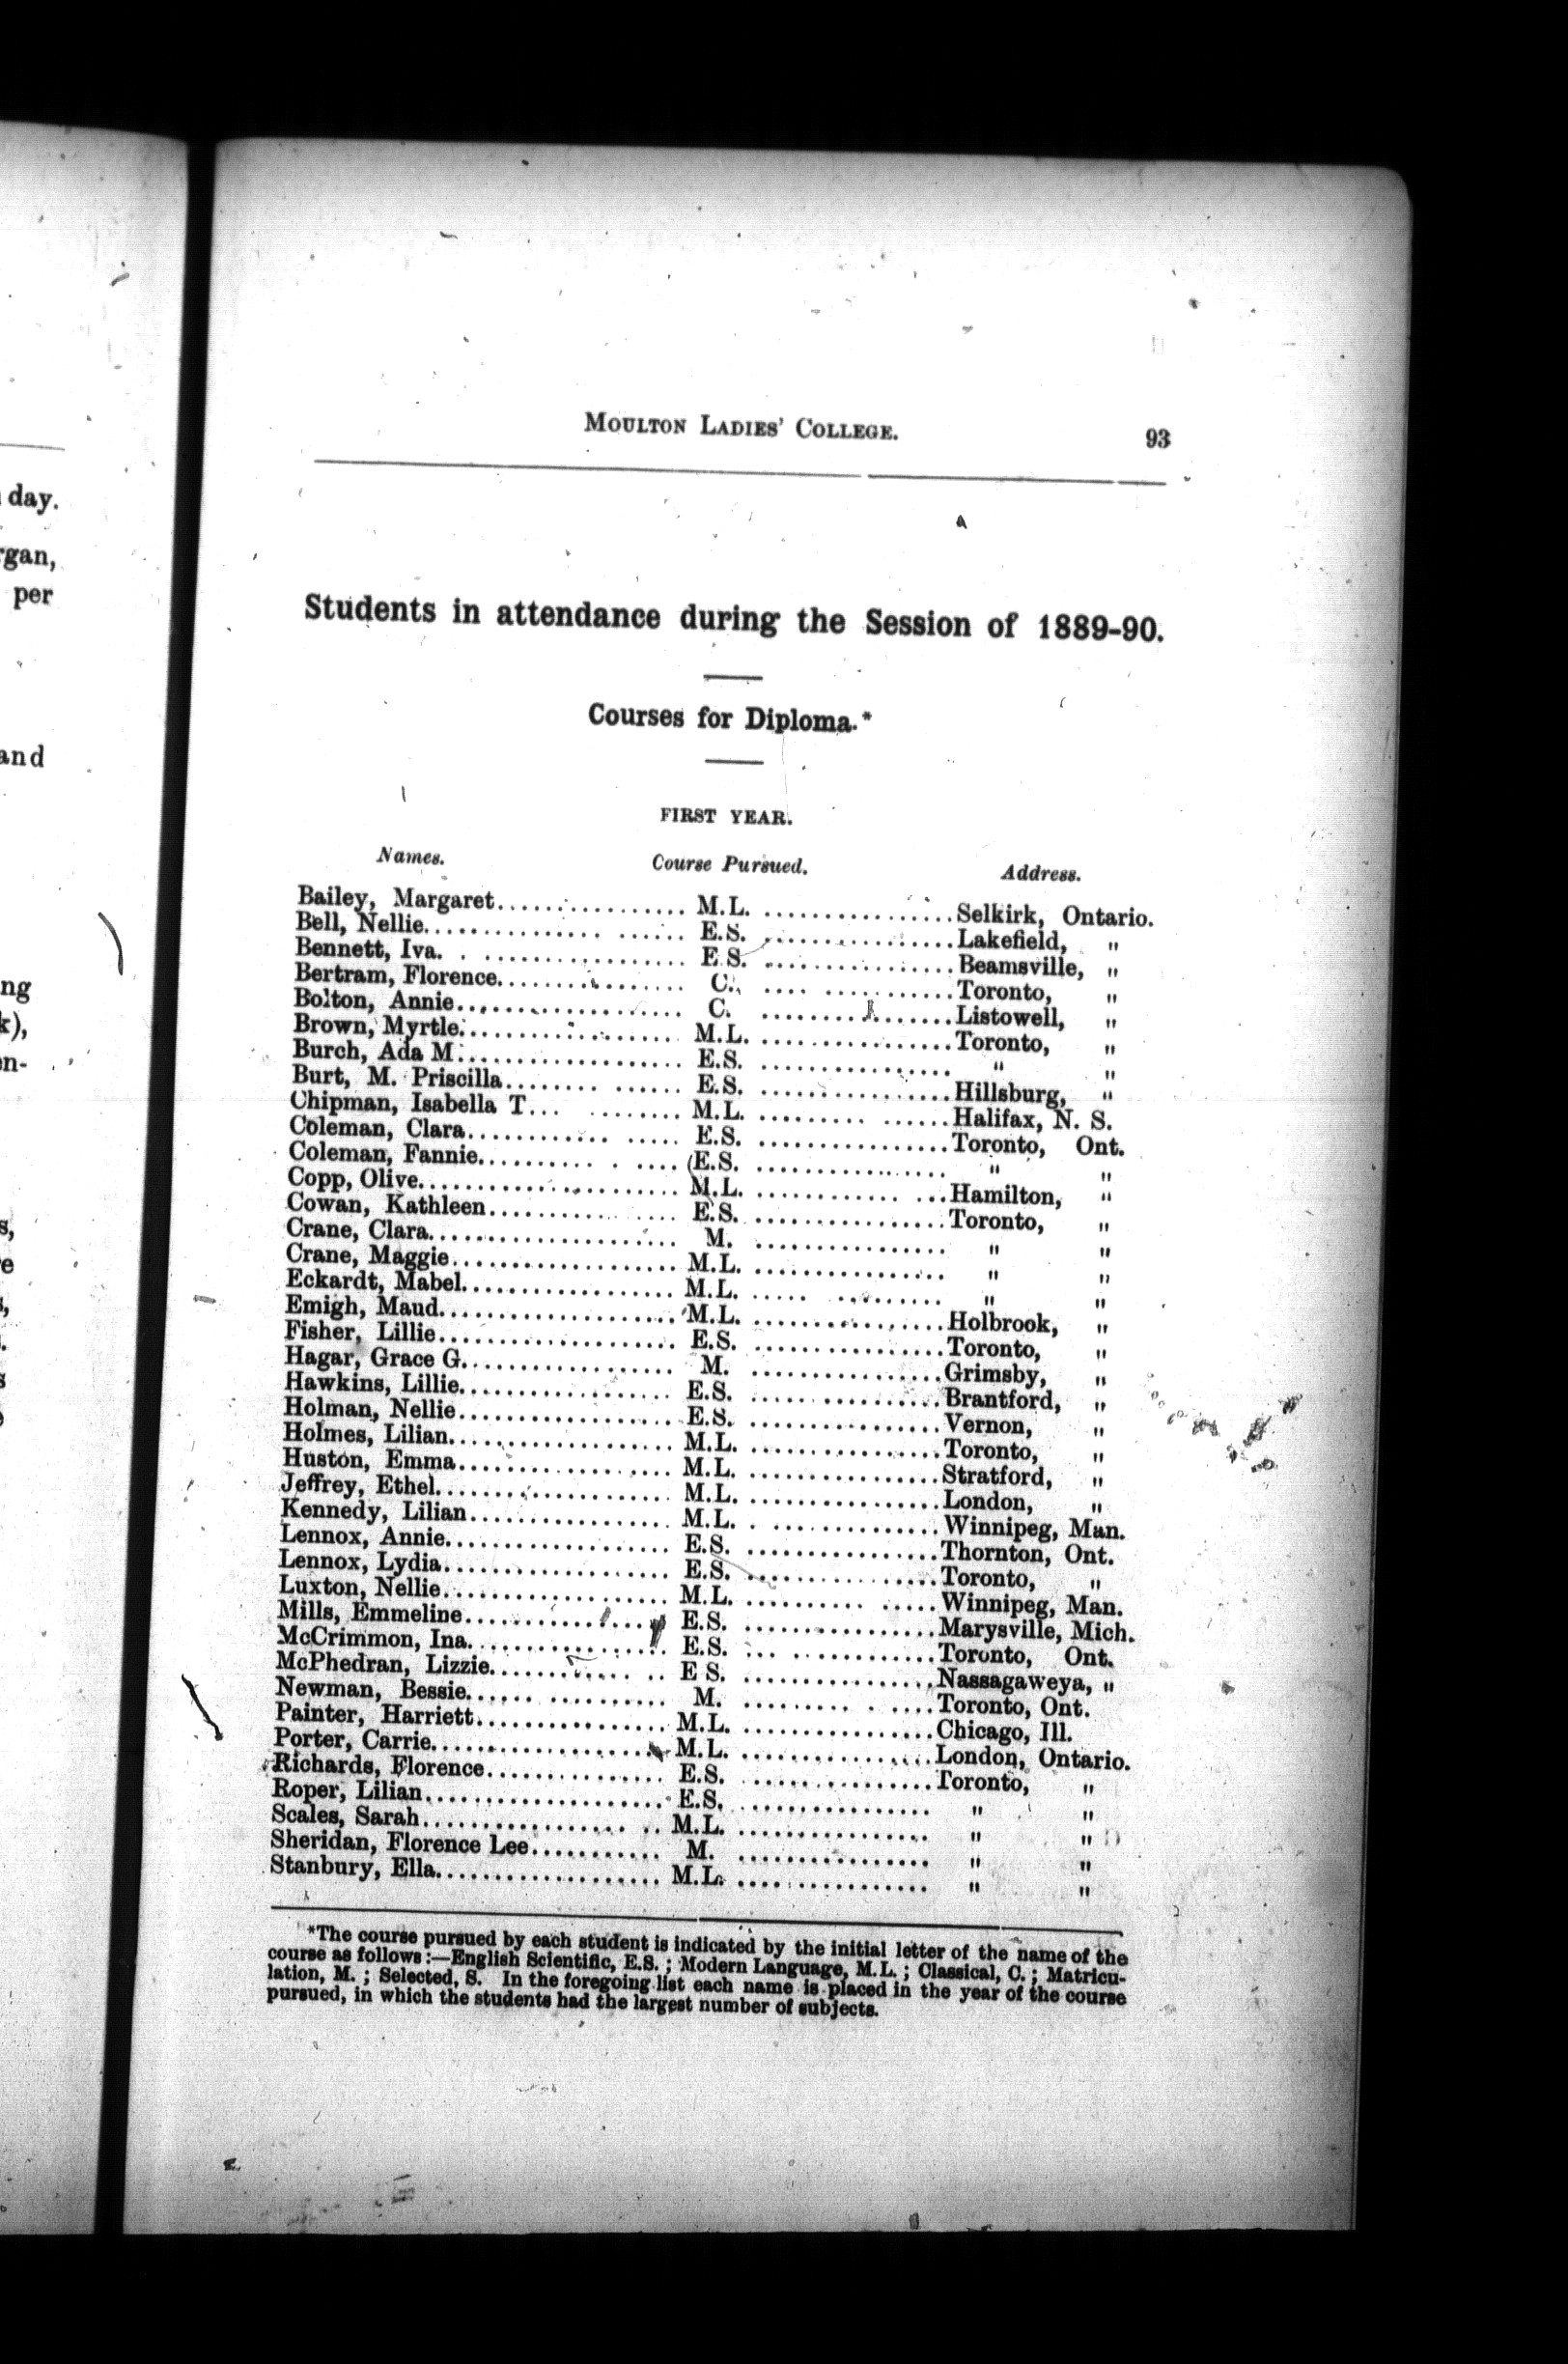 day.
per
and
MOULTON LADIES' COLLEGE. 93
Students in attendance during the Session of 1889-90.
Courses for Diploma.*
FIRST YEAR.
Names. Course Pursued. Address.
Bailey, Margaret.................. M.L. ..................Selkirk, Ontario.
Bell, Nellie...................... E.S. ..................Lakefield, "
Bennett, Iva. . .................. E.S. ..................Beamsville, "
Bertram, Florence................. C. ..................Toronto, "
Bolton, Annie..................... C. ..................Listowell, "
Brown, Myrtle..................... M.L. ..................Toronto, "
Burch, Ada M...................... E.S. .................. " "
Burt, M. Priscilla................ E.S. ..................Hillsburg, "
Chipman, Isabella T............... M.L. ..................Halifax, N. S.
Coleman, Clara.................... E.S. ..................Toronto, Ont.
Coleman, Fannie................... E.S. .................. " "
Copp, Olive....................... M.L. ..................Hamilton, "
Cowan, Kathleen................... E.S. ..................Toronto, "
Crane, Clara...................... M. .................. " "
Crane, Maggie..................... M.L. .................. " "
Eckardt, Mabel.................... M.L. .................. " "
Emigh, Maud....................... M.L. ..................Holbrook, "
Fisher, Lillie.................... E.S. ..................Toronto, "
Hagar, Grace G.................... M. ..................Grimsby, "
Hawkins, Lillie................... E.S. ..................Brantford, "
Holman, Nellie.................... E.S. ..................Vernon, "
Holmes, Lilian.................... M.L. ..................Toronto, "
Huston, Emma...................... M.L. ..................Stratford, "
Jeffrey, Ethel.................... M.L. ..................London, "
Kennedy, Lilian................... M.L. ..................Winnipeg, Man.
Lennox, Annie..................... E.S. ..................Thornton, Ont.
Lennox, Lydia..................... E.S. ..................Toronto, "
Luxton, Nellie.................... M.L. ..................Winnipeg, Man.
Mills, Emmeline................... E.S. ..................Marysville, Mich.
McCrimmon, Ina.................... E.S. ..................Toronto, Ont.
McPhedran, Lizzie................. E S. ..................Nassagaweya, "
Newman, Bessie.................... M. ..................Toronto, Ont.
Painter, Harriett................. M.L. ..................Chicago, Ill.
Porter, Carrie.................... M.L. ..................London, Ontario.
Richards, Florence................ E.S. ..................Toronto, "
Roper, Lilian..................... E.S. .................. " "
Scales, Sarah..................... M.L. .................. " "
Sheridan, Florence Lee............ M. .................. " "
Stanbury, Ella.................... M.L. .................. " "
*The course pursued by each student is indicated by the initial letter of the name of the
course as follows :—English Scientific, E.S. ; Modern Language, M.L. ; Classical, C. ; Matricu-
lation, M. ; Selected, S. In the foregoing list each name is placed in the year of the course
pursued, in which the students had the largest number of subjects.